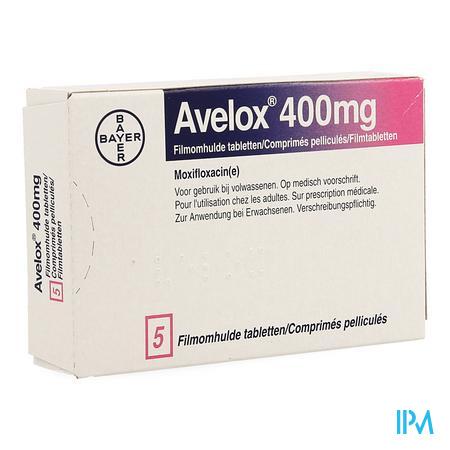 BAYER
BAYER
Avelox® 400mg
Filmomhulde tabletten/Comprimés pelliculés/Filmtabletten
Moxifloxacin(e)
Voor gebruik bij volwassenen. Op medisch voorschrift.
Pour l'utilisation chez les adultes. Sur prescription médicale.
Zur Anwendung bei Erwachsenen. Verschreibungspflichtig.
5 Filmomhulde tabletten/Comprimés pelliculés
Avelox® 400mg
Filmomhulde tabletten/
Comprimés pelliculés/
Filmtabletten
5
IPM